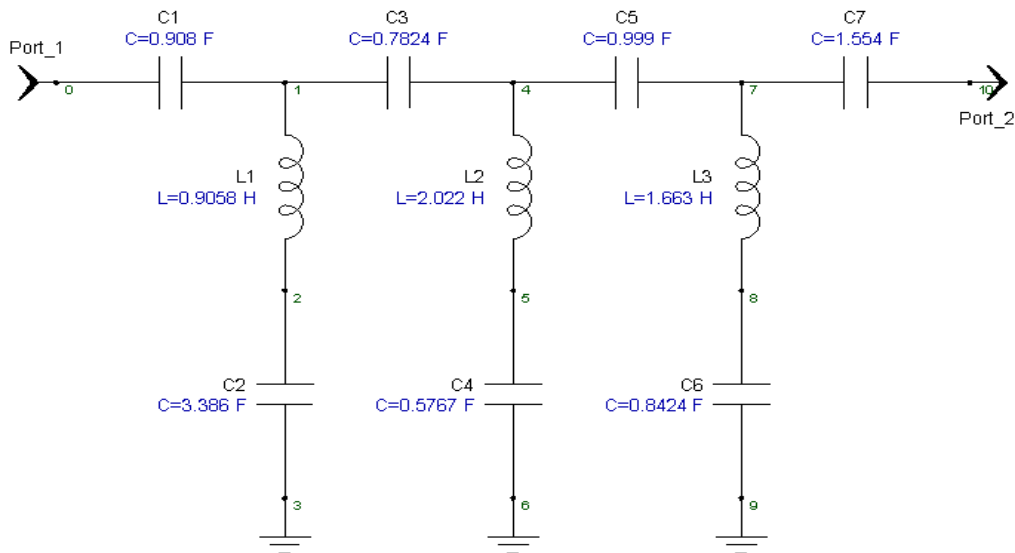 C1
C=0.908 F
C3
C=0.7824 F
C5
C=0.999 F
C7
C=1.554 F
Port_1
0
1
4
7
10
Port_2
L1
L=0.9058 H
L2
L=2.022 H
L3
L=1.663 H
2
5
8
C2
C=3.386 F
C4
C=0.5767 F
C6
C=0.8424 F
3
6
9